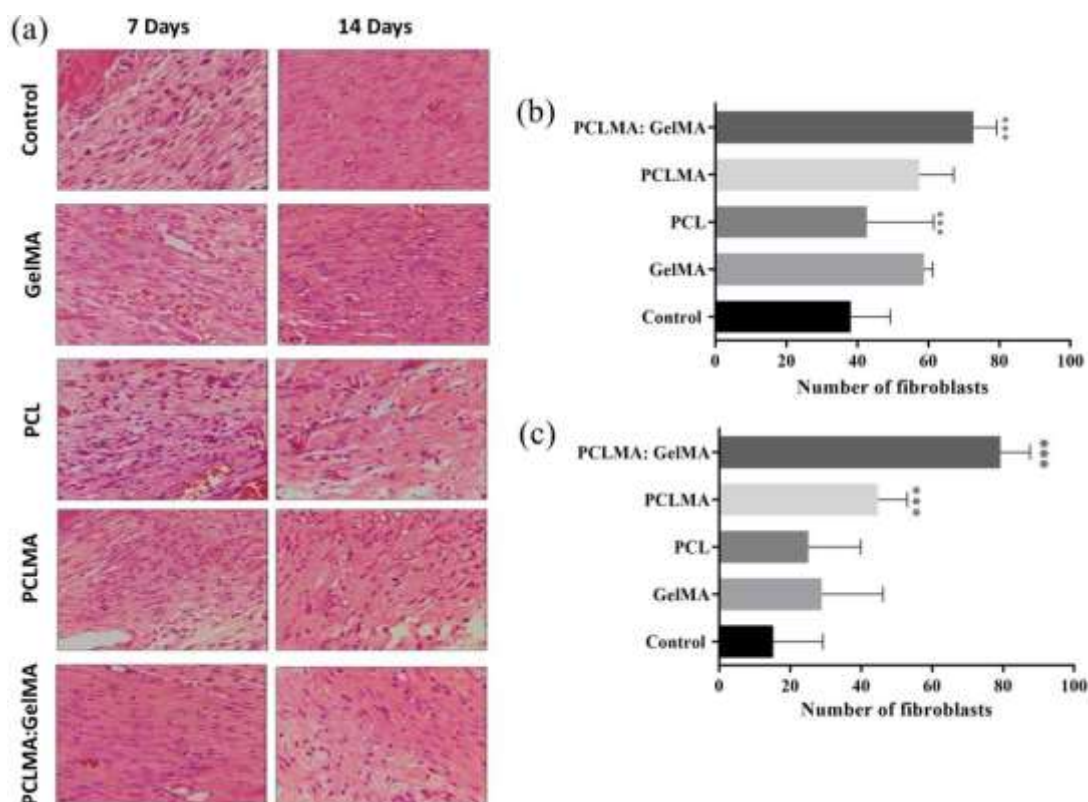 (a)
7 Days
14 Days
Control
GelMA
PCL
PCLMA
PCLMA:GelMA
(b)
PCLMA: GelMA
PCLMA
PCL
GelMA
Control
***
***
0
20
40
60
80
100
Number of fibroblasts
(c)
PCLMA: GelMA
PCLMA
PCL
GelMA
Control
***
***
0
20
40
60
80
100
Number of fibroblasts